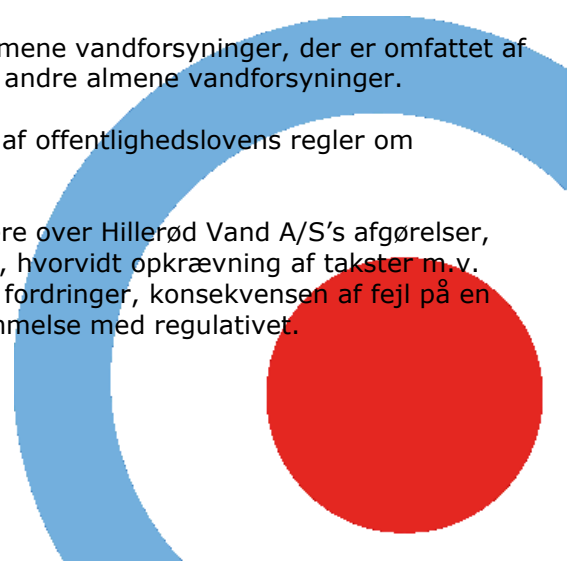 mene vandforsyninger, der er omfattet af
andre almene vandforsyninger.
af offentlighedslovens regler om
re over Hillerød Vand A/S's afgørelser,
, hvorvidt opkrævning af takster m.v.
fordringer, konsekvensen af fejl på en
mmelse med regulativet.